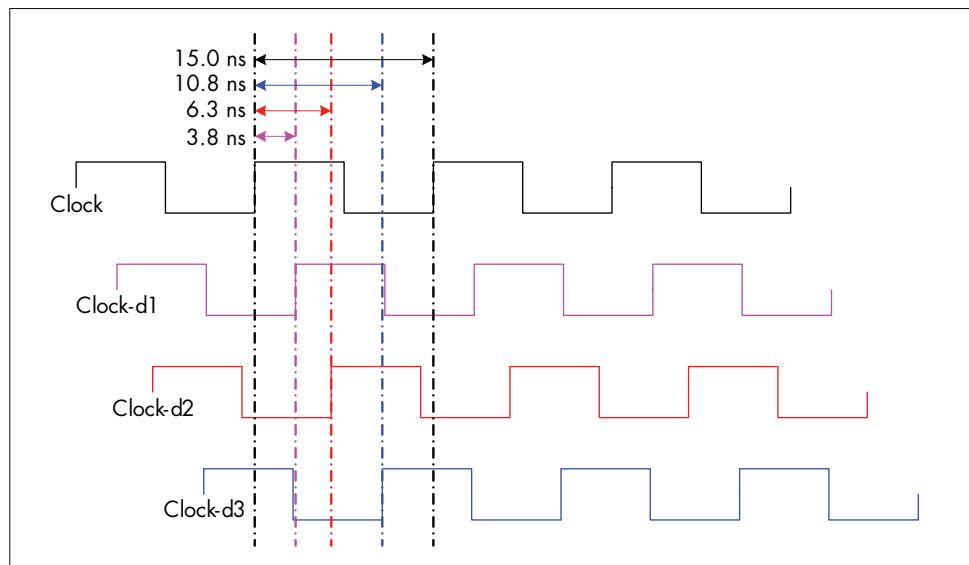 15.0 ns
10.8 ns
6.3 ns
3.8 ns
Clock
Clock-d1
Clock-d2
Clock-d3